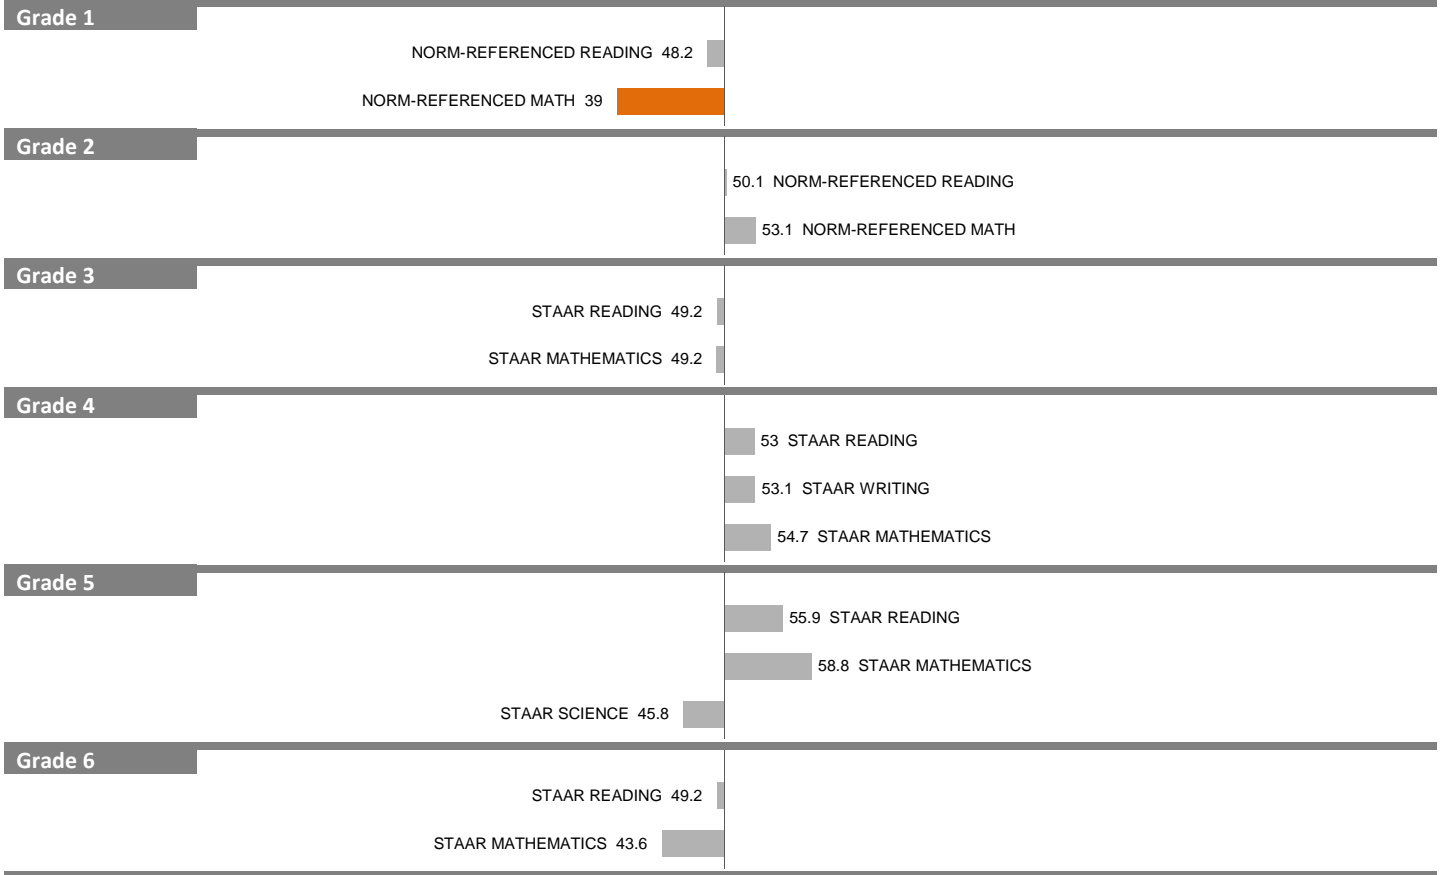 Grade 1
NORM-REFERENCED READING 48.2
NORM-REFERENCED MATH 39
Grade 2
50.1 NORM-REFERENCED READING
53.1 NORM-REFERENCED MATH
Grade 3
STAAR READING 49.2
STAAR MATHEMATICS 49.2
Grade 4
53 STAAR READING
53.1 STAAR WRITING
54.7 STAAR MATHEMATICS
Grade 5
55.9 STAAR READING
58.8 STAAR MATHEMATICS
STAAR SCIENCE 45.8
Grade 6
STAAR READING 49.2
STAAR MATHEMATICS 43.6